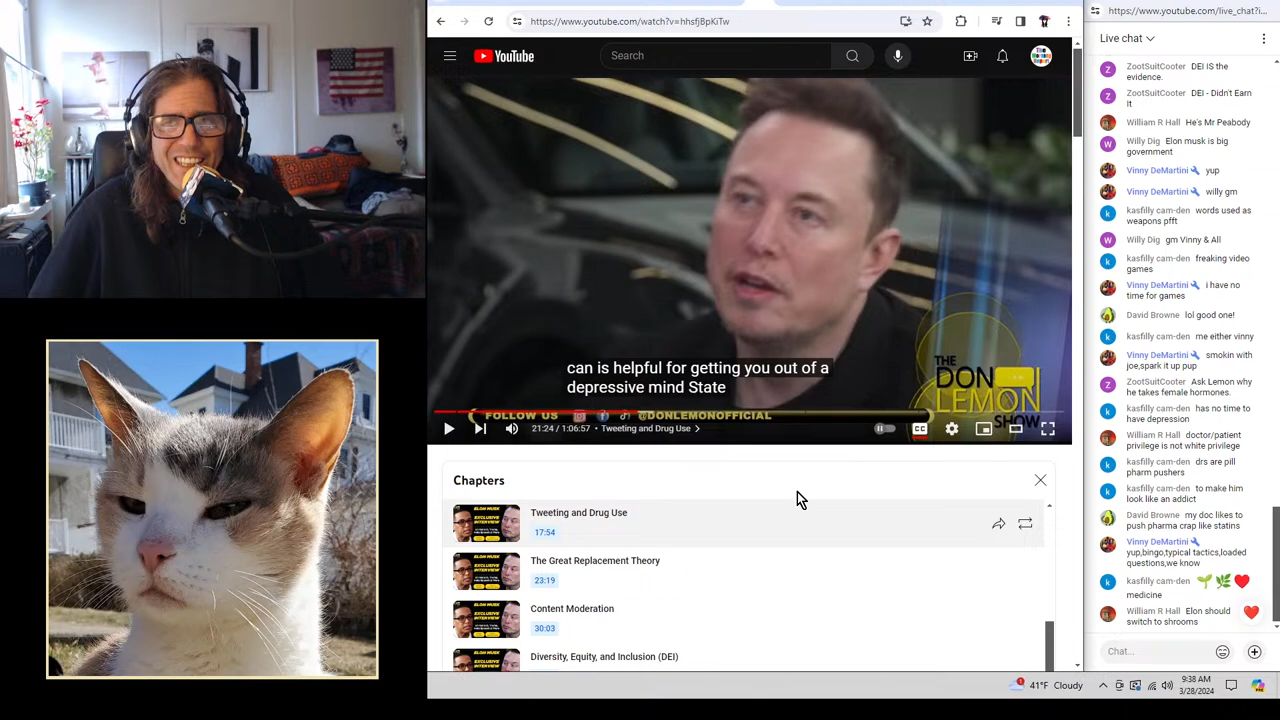 https://www.youtube.com/watch?v=hhsfjBpKiTw
YouTube
Search
can is helpful for getting you out of a
depressive mind State
THE
DON
LEMON
SHOW
FOLLOW US
@DONLEMONOFFICIAL
21:24 / 1:06:57 • Tweeting and Drug Use
CC
Chapters
Tweeting and Drug Use
17:54
The Great Replacement Theory
23:19
Content Moderation
30:03
Diversity, Equity, and Inclusion (DEI)
https://www.youtube.com/live_chat?i...
Live chat
Z
ZootSuitCooter DEI IS the
evidence.
Z
ZootSuitCooter DEI - Didn't Earn
It
William R Hall He's Mr Peabody
W
Willy Dig Elon musk is big
government
Vinny DeMartini yup
Vinny DeMartini willy gm
k
kasfilly cam-den words used as
weapons pfft
W
Willy Dig gm Vinny & All
k
kasfilly cam-den freaking video
games
Vinny DeMartini i have no
time for games
David Browne lol good one!
k
kasfilly cam-den me either vinny
Vinny DeMartini smokin with
joe,spark it up pup
Z
ZootSuitCooter Ask Lemon why
he takes female hormones.
k
kasfilly cam-den has no time to
have depression
William R Hall doctor/patient
privilege is not white privilege
k
kasfilly cam-den drs are pill
pharm pushers
k
kasfilly cam-den to make him
look like an addict
David Browne my doc likes to
push pharma crap like statins
Vinny DeMartini
yup,bingo,typical tactics,loaded
questions,we know
k
kasfilly cam-den
medicine
William R Hall Elon should
switch to shrooms
Chat...
41°F Cloudy
9:38 AM
3/28/2024